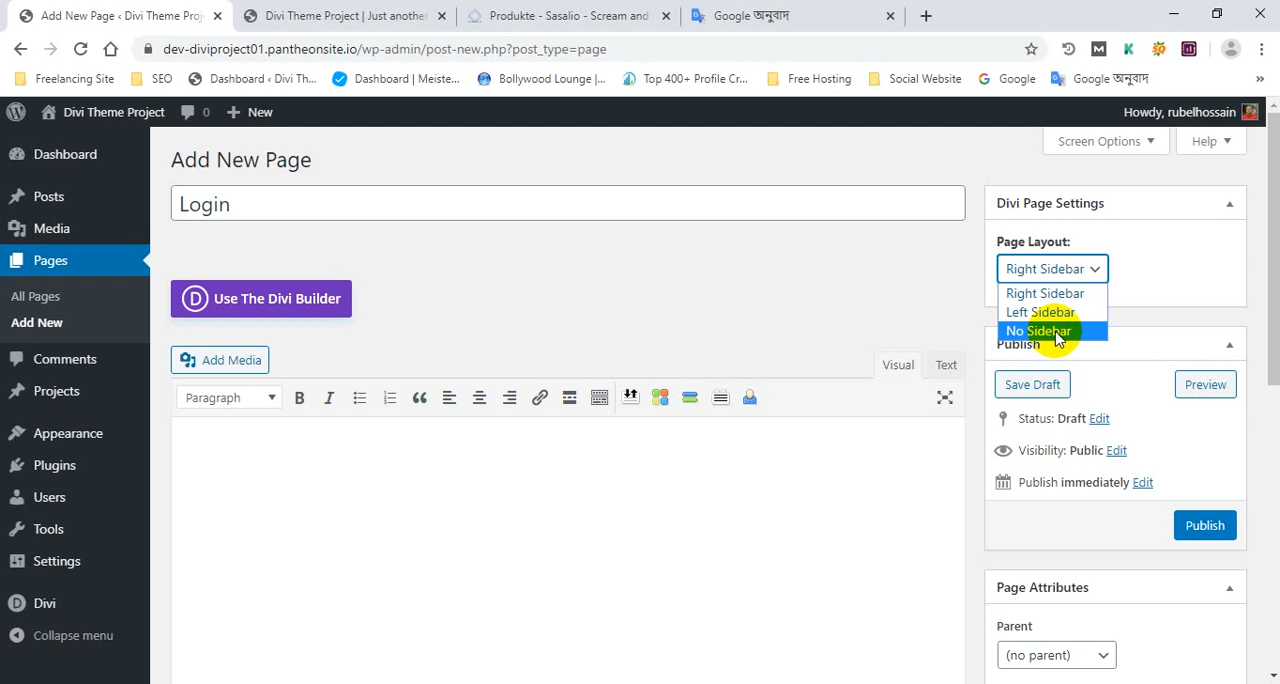 Add New Page ‹ Divi Theme Proj
Divi Theme Project | Just another
Produkte - Sasalio - Scream and
Google অনুবাদ
dev-diviproject01.pantheonsite.io/wp-admin/post-new.php?post_type=page
Freelancing Site
SEO
Dashboard ‹ Divi Th...
Dashboard | Meiste...
Bollywood Lounge |...
Top 400+ Profile Cr...
Free Hosting
Social Website
Google
Google অনুবাদ
Divi Theme Project
0
New
Howdy, rubelhossain
Dashboard
Posts
Media
Pages
All Pages
Add New
Comments
Projects
Appearance
Plugins
Users
Tools
Settings
Divi
Collapse menu
Screen Options
Help
Add New Page
Login
Use The Divi Builder
Add Media
Visual
Text
Paragraph
Divi Page Settings
Page Layout:
Right Sidebar
Right Sidebar
Left Sidebar
No Sidebar
Publish
Save Draft
Preview
Status: Draft Edit
Visibility: Public Edit
Publish immediately Edit
Publish
Page Attributes
Parent
(no parent)